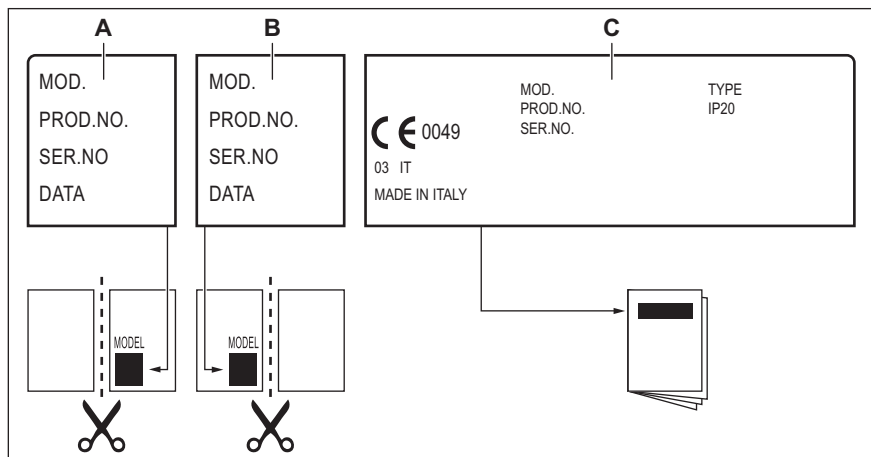 A
B
C
MOD.
PROD.NO.
SER.NO
DATA
MOD.
PROD.NO.
SER.NO
DATA
MOD.
PROD.NO.
SER.NO.
TYPE
IP20
CE 0049
03 IT
MADE IN ITALY
MODEL
MODEL